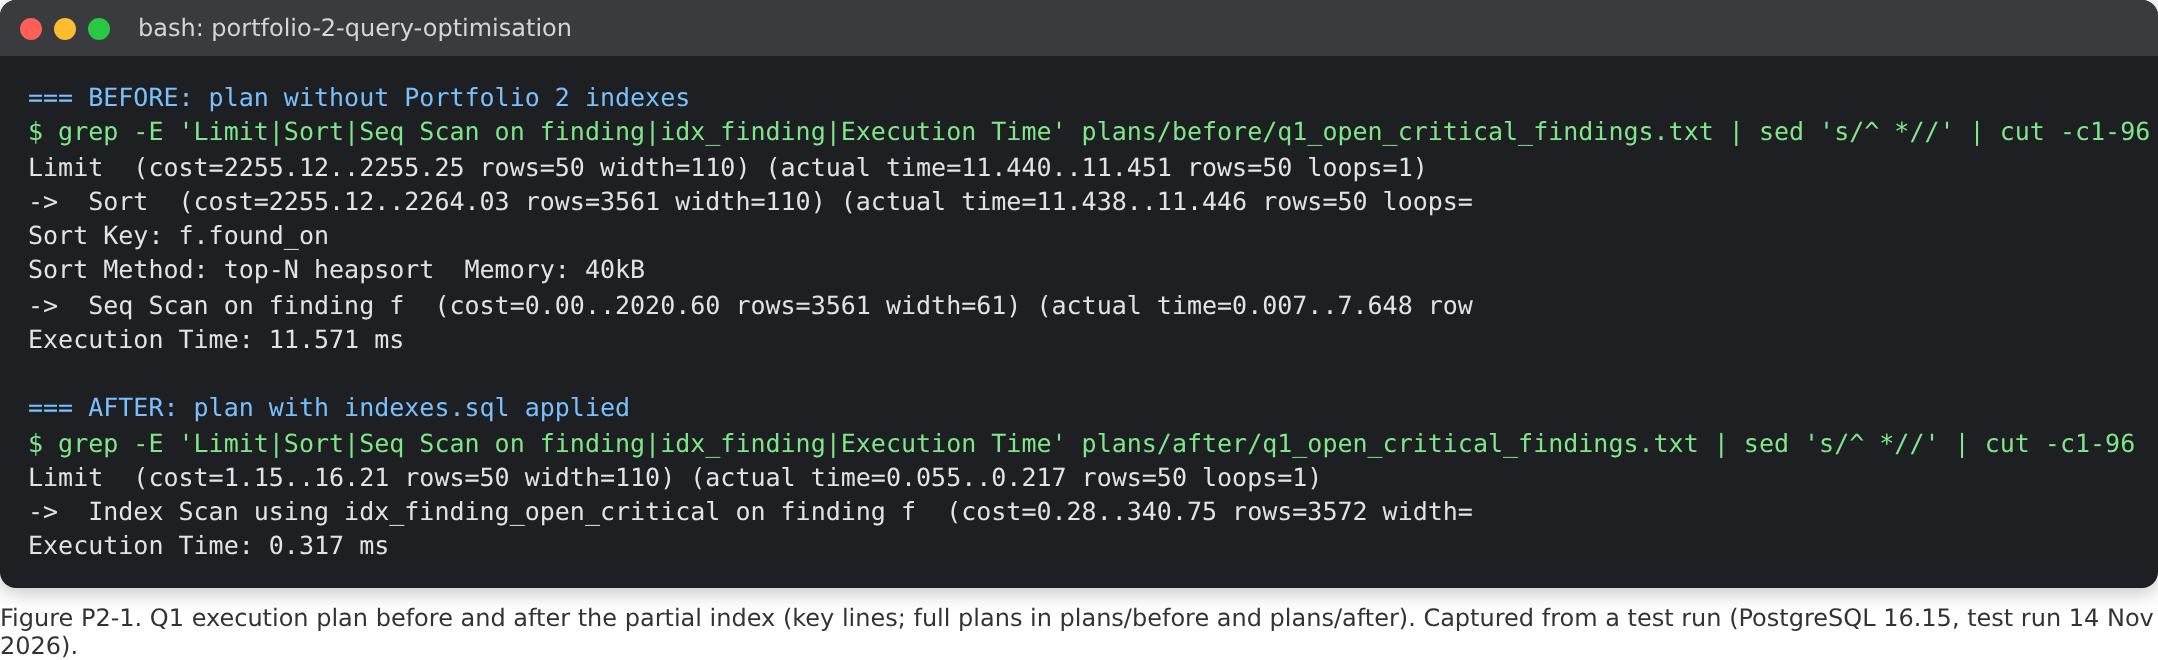 bash: portfolio-2-query-optimisation
=== BEFORE: plan without Portfolio 2 indexes
$ grep -E 'Limit|Sort|Seq Scan on finding|idx_finding|Execution Time' plans/before/q1_open_critical_findings.txt | sed 's/^ *//' | cut -c1-96
Limit  (cost=2255.12..2255.25 rows=50 width=110) (actual time=11.440..11.451 rows=50 loops=1)
->  Sort  (cost=2255.12..2264.03 rows=3561 width=110) (actual time=11.438..11.446 rows=50 loops=
Sort Key: f.found_on
Sort Method: top-N heapsort  Memory: 40kB
->  Seq Scan on finding f  (cost=0.00..2020.60 rows=3561 width=61) (actual time=0.007..7.648 row
Execution Time: 11.571 ms
=== AFTER: plan with indexes.sql applied
$ grep -E 'Limit|Sort|Seq Scan on finding|idx_finding|Execution Time' plans/after/q1_open_critical_findings.txt | sed 's/^ *//' | cut -c1-96
Limit  (cost=1.15..16.21 rows=50 width=110) (actual time=0.055..0.217 rows=50 loops=1)
->  Index Scan using idx_finding_open_critical on finding f  (cost=0.28..340.75 rows=3572 width=
Execution Time: 0.317 ms
Figure P2-1. Q1 execution plan before and after the partial index (key lines; full plans in plans/before and plans/after). Captured from a test run (PostgreSQL 16.15, test run 14 Nov
2026).